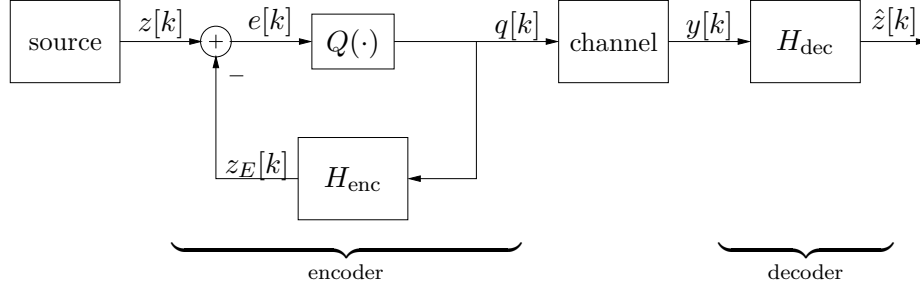 z[k] e[k] q[k] y[k] ẑ[k]
source + Q(·) channel H_dec
−
z_E[k] H_enc
encoder decoder